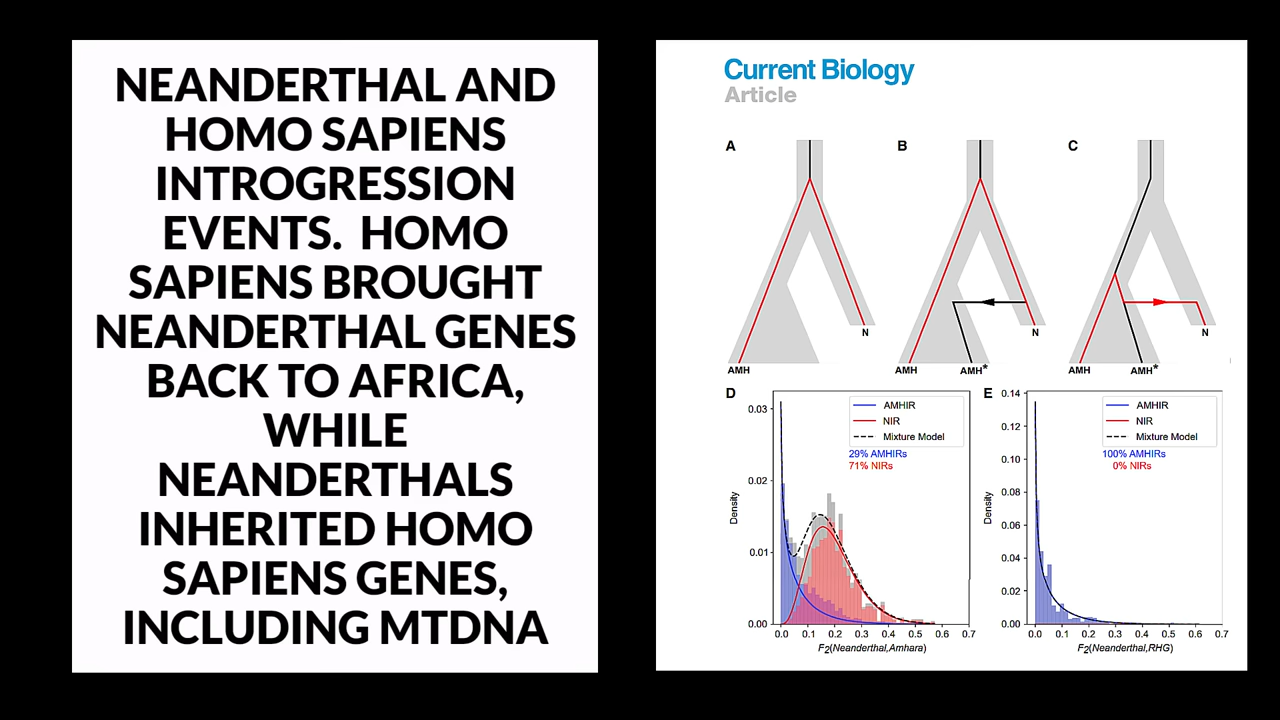 NEANDERTHAL AND
HOMO SAPIENS
INTROGRESSION
EVENTS.  HOMO
SAPIENS BROUGHT
NEANDERTHAL GENES
BACK TO AFRICA,
WHILE
NEANDERTHALS
INHERITED HOMO
SAPIENS GENES,
INCLUDING MTDNA
Current Biology
Article
A
B
C
N
N
N
AMH
AMH
AMH*
AMH
AMH*
D
0.03
0.02
0.01
0.00
Density
AMHIR
NIR
Mixture Model
29% AMHIRs
71% NIRs
0.0 0.1 0.2 0.3 0.4 0.5 0.6 0.7
F2(Neanderthal,Amhara)
E
0.14
0.12
0.10
0.08
0.06
0.04
0.02
0.00
Density
AMHIR
NIR
Mixture Model
100% AMHIRs
0% NIRs
0.0 0.1 0.2 0.3 0.4 0.5 0.6 0.7
F2(Neanderthal,RHG)